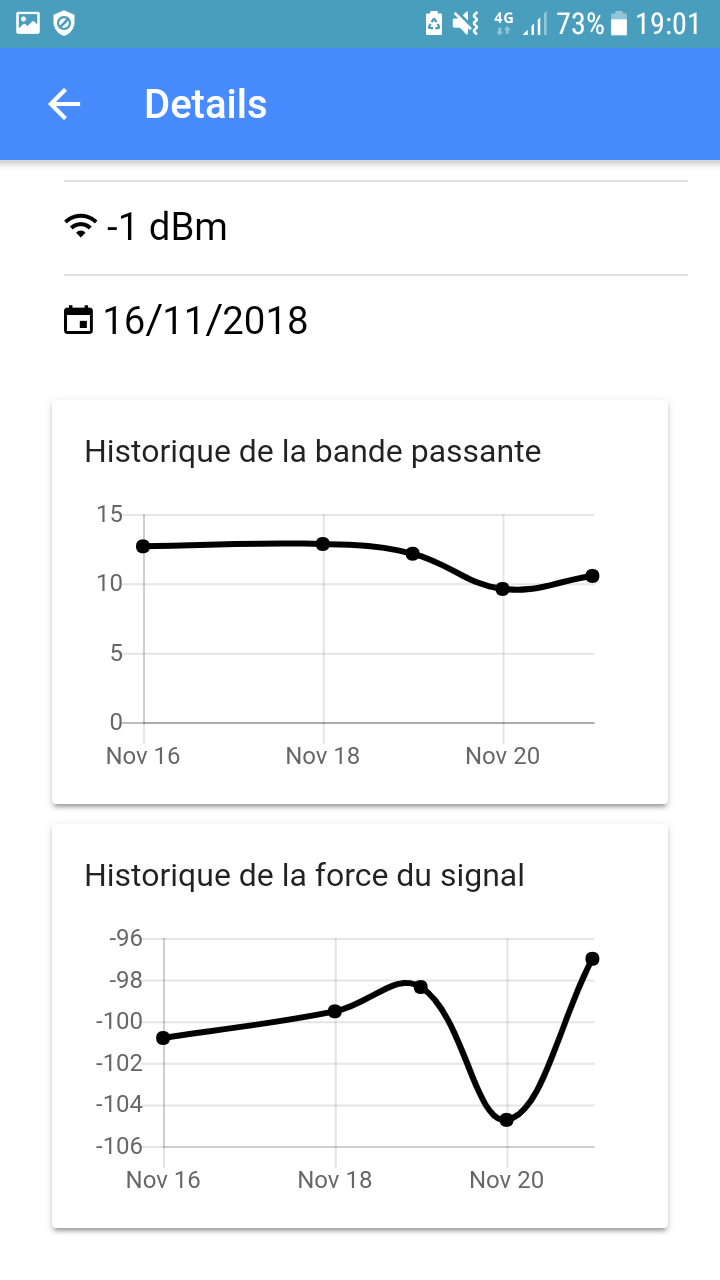 4G 73% 19:01
Details
-1 dBm
16/11/2018
Historique de la bande passante
15
10
5
0
Nov 16 Nov 18 Nov 20
Historique de la force du signal
-96
-98
-100
-102
-104
-106
Nov 16 Nov 18 Nov 20